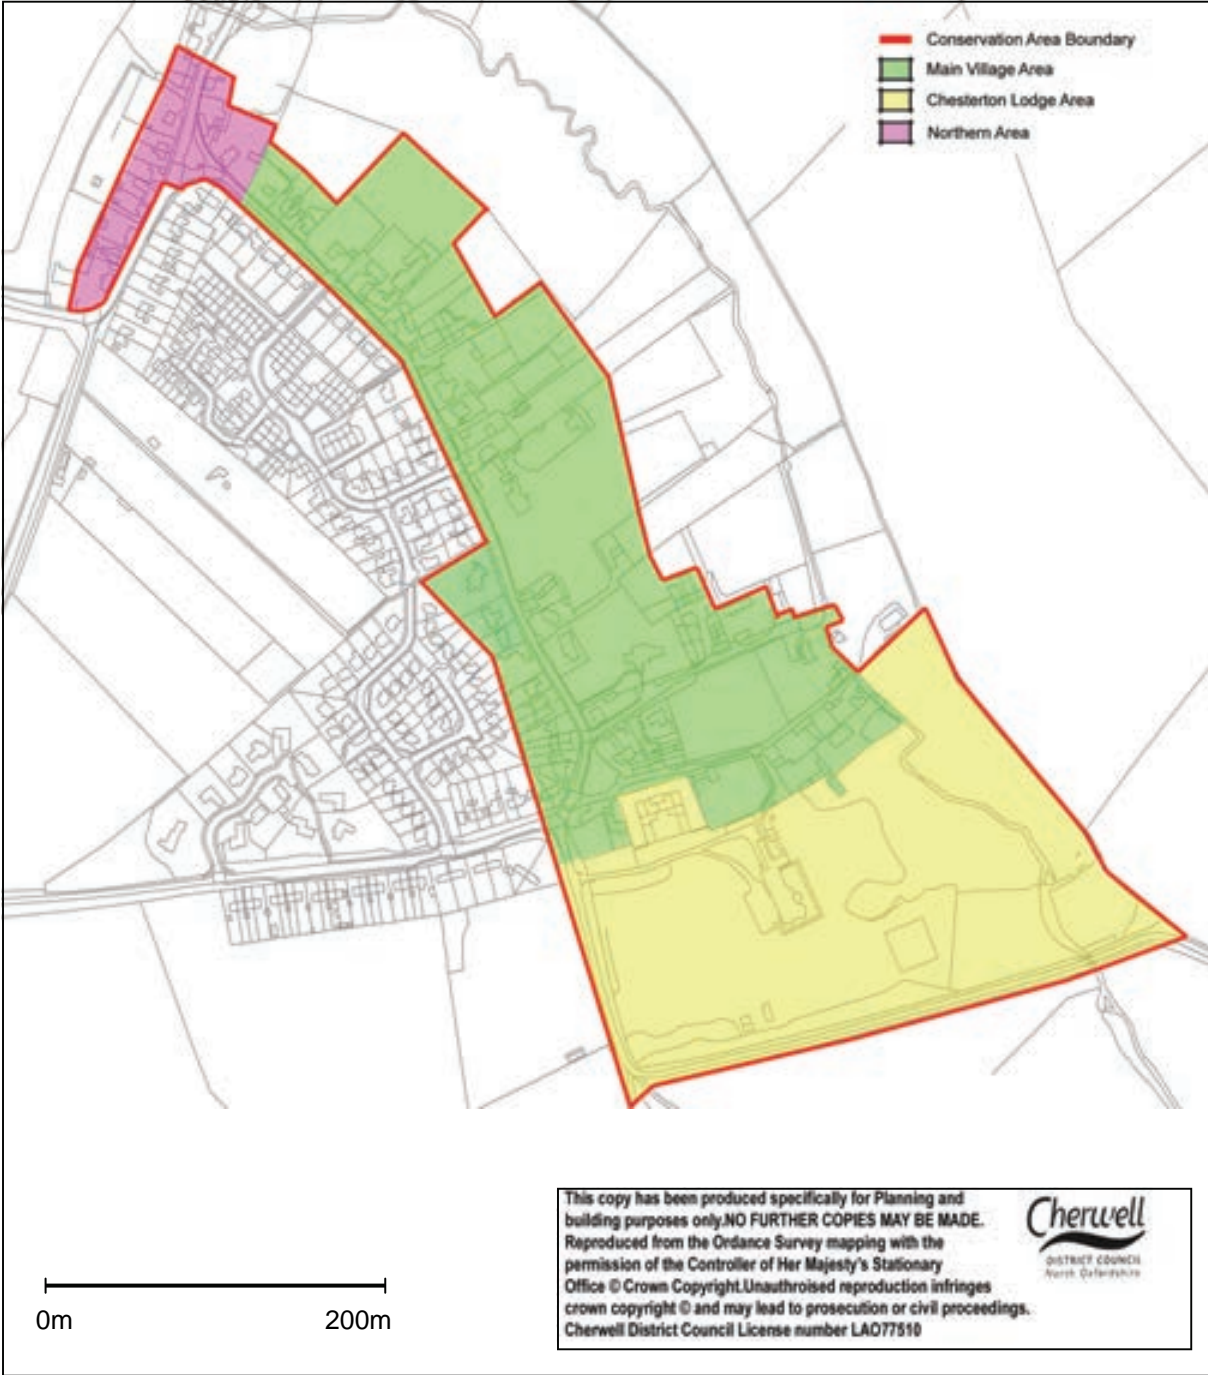 Conservation Area Boundary
Main Village Area
Chesterton Lodge Area
Northern Area
This copy has been produced specifically for Planning and
building purposes only.NO FURTHER COPIES MAY BE MADE.
Reproduced from the Ordance Survey mapping with the
permission of the Controller of Her Majesty's Stationary
Office © Crown Copyright.Unauthroised reproduction infringes
crown copyright © and may lead to prosecution or civil proceedings.
Cherwell District Council License number LAO77510
Cherwell
DISTRICT COUNCIL
North Oxfordshire
0m 200m